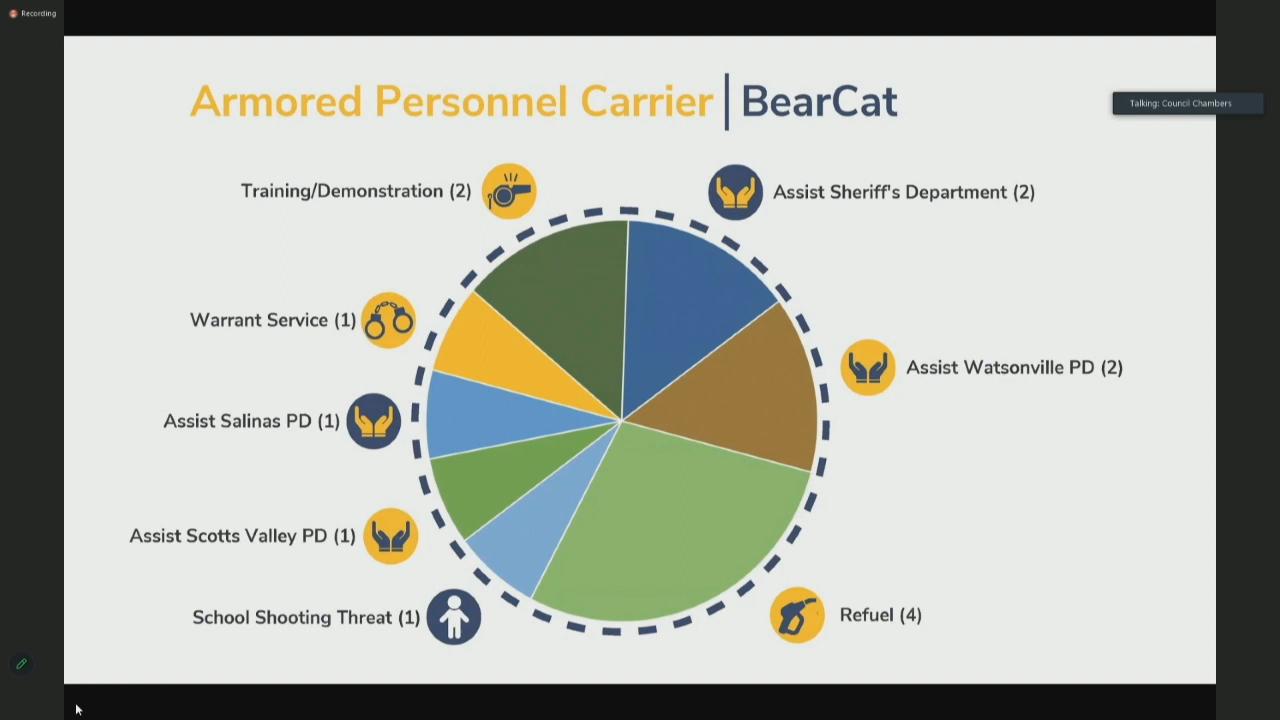 Recording
Armored Personnel Carrier | BearCat
Talking: Council Chambers
Training/Demonstration (2)
Assist Sheriff's Department (2)
Warrant Service (1)
Assist Watsonville PD (2)
Assist Salinas PD (1)
Assist Scotts Valley PD (1)
School Shooting Threat (1)
Refuel (4)